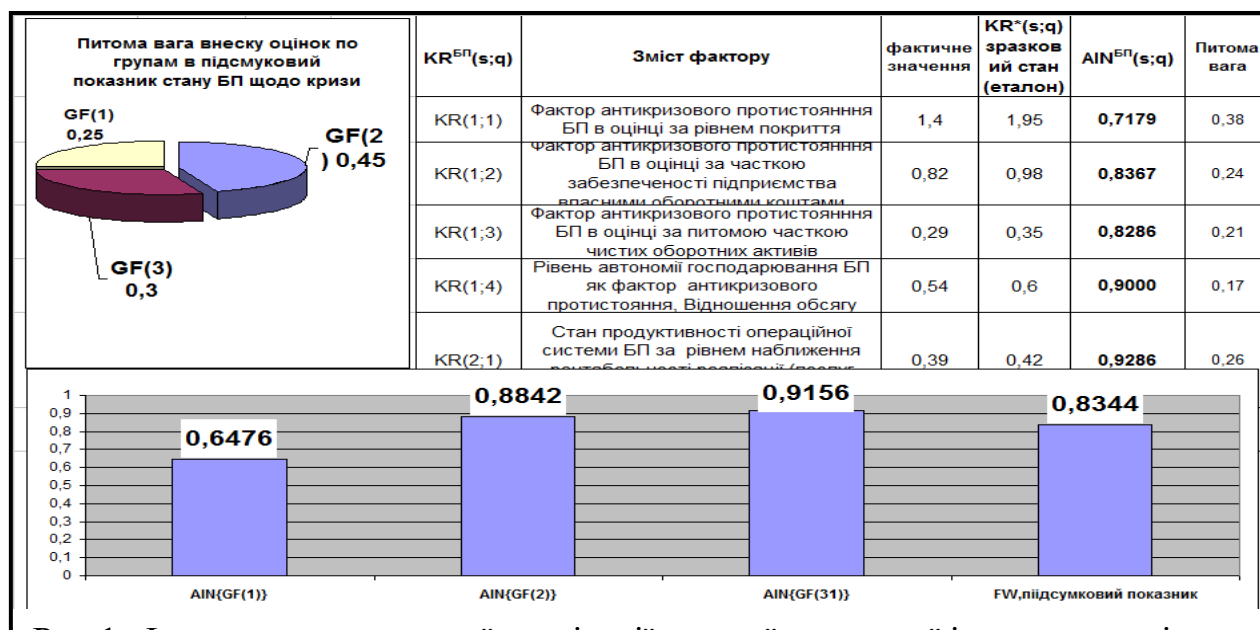 Питома вага внеску оцінок по
групам в підсмуковий
показник стану БП щодо кризи
GF(1)
0,25
GF(2
) 0,45
GF(3)
0,3
KR^БП(s;q)
Зміст фактору
фактичне
значення
KR*(s;q)
зразков
ий стан
(еталон)
AIN^БП(s;q)
Питома
вага
KR(1;1)
Фактор антикризового протистоянння
БП в оцінці за рівнем покриття
1,4
1,95
0,7179
0,38
KR(1;2)
Фактор антикризового протистоянння
БП в оцінці за часткою
забезпеченості підприємства
власними оборотними коштами
0,82
0,98
0,8367
0,24
KR(1;3)
Фактор антикризового протистоянння
БП в оцінці за питомою часткою
чистих оборотних активів
0,29
0,35
0,8286
0,21
KR(1;4)
Рівень автономії господарювання БП
як фактор антикризового
протистояння, Відношення обсягу
0,54
0,6
0,9000
0,17
KR(2;1)
Стан продуктивності операційної
системи БП за рівнем наближення
0,39
0,42
0,9286
0,26
1
0,9
0,8
0,7
0,6
0,5
0,4
0,3
0,2
0,1
0
0,6476
0,8842
0,9156
0,8344
AIN{GF(1)}
AIN{GF(2)}
AIN{GF(31)}
FW,піідсумковий показник